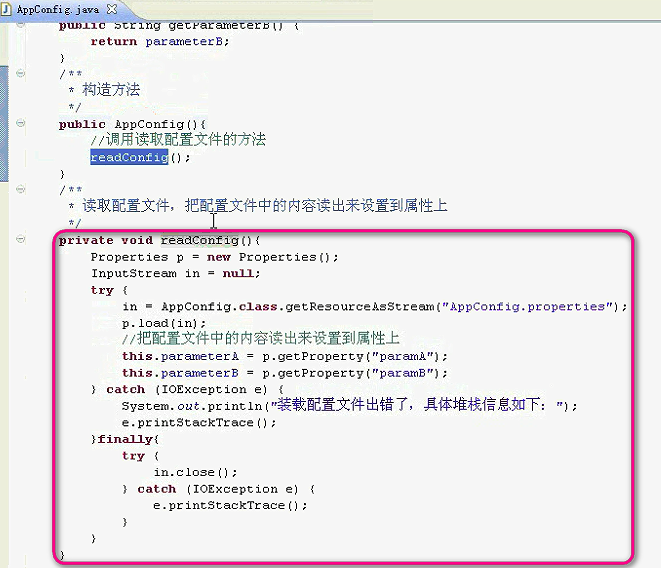 AppConfig.java
public String getParameterB() {
return parameterB;
}
/**
* 构造方法
*/
public AppConfig(){
//调用读取配置文件的方法
readConfig();
}
/**
* 读取配置文件，把配置文件中的内容读出来设置到属性上
*/
private void readConfig(){
Properties p = new Properties();
InputStream in = null;
try {
in = AppConfig.class.getResourceAsStream("AppConfig.properties");
p.load(in);
//把配置文件中的内容读出来设置到属性上
this.parameterA = p.getProperty("paramA");
this.parameterB = p.getProperty("paramB");
} catch (IOException e) {
System.out.println("装载配置文件出错了，具体堆栈信息如下：");
e.printStackTrace();
}finally{
try {
in.close();
} catch (IOException e) {
e.printStackTrace();
}
}
}